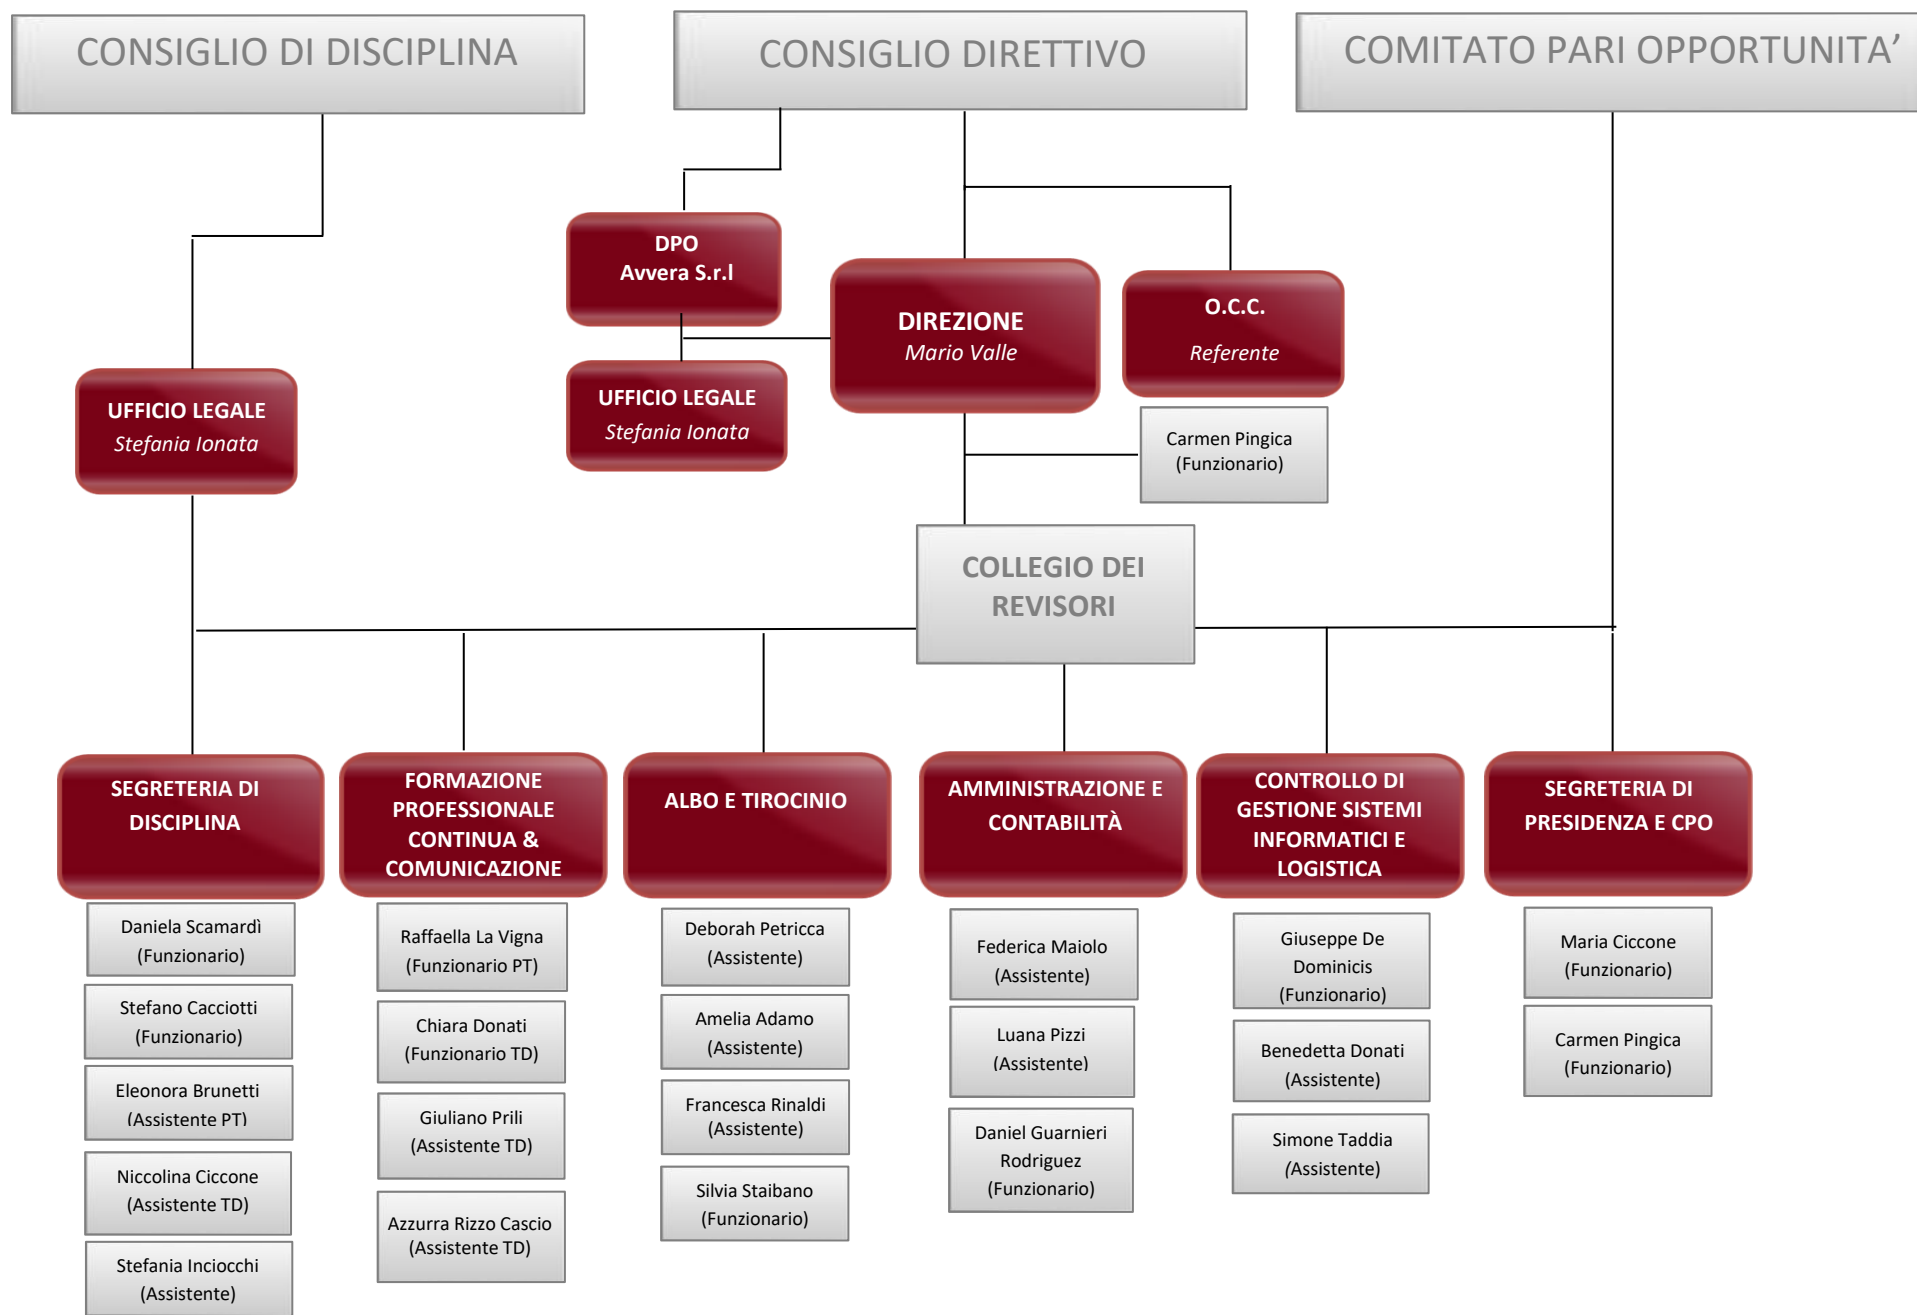 CONSIGLIO DI DISCIPLINA
CONSIGLIO DIRETTIVO
COMITATO PARI OPPORTUNITA’
DPO
Avvera S.r.l
DIREZIONE
Mario Valle
O.C.C.
Referente
UFFICIO LEGALE
Stefania Ionata
UFFICIO LEGALE
Stefania Ionata
Carmen Pingica
(Funzionario)
COLLEGIO DEI
REVISORI
SEGRETERIA DI
DISCIPLINA
Daniela Scamardì
(Funzionario)
Stefano Cacciotti
(Funzionario)
Eleonora Brunetti
(Assistente PT)
Niccolina Ciccone
(Assistente TD)
Stefania Inciocchi
(Assistente)
FORMAZIONE
PROFESSIONALE
CONTINUA &
COMUNICAZIONE
Raffaella La Vigna
(Funzionario PT)
Chiara Donati
(Funzionario TD)
Giuliano Prili
(Assistente TD)
Azzurra Rizzo Cascio
(Assistente TD)
ALBO E TIROCINIO
Deborah Petricca
(Assistente)
Amelia Adamo
(Assistente)
Francesca Rinaldi
(Assistente)
Silvia Staibano
(Funzionario)
AMMINISTRAZIONE E
CONTABILITÀ
Federica Maiolo
(Assistente)
Luana Pizzi
(Assistente)
Daniel Guarnieri
Rodriguez
(Funzionario)
CONTROLLO DI
GESTIONE SISTEMI
INFORMATICI E
LOGISTICA
Giuseppe De
Dominicis
(Funzionario)
Benedetta Donati
(Assistente)
Simone Taddia
(Assistente)
SEGRETERIA DI
PRESIDENZA E CPO
Maria Ciccone
(Funzionario)
Carmen Pingica
(Funzionario)